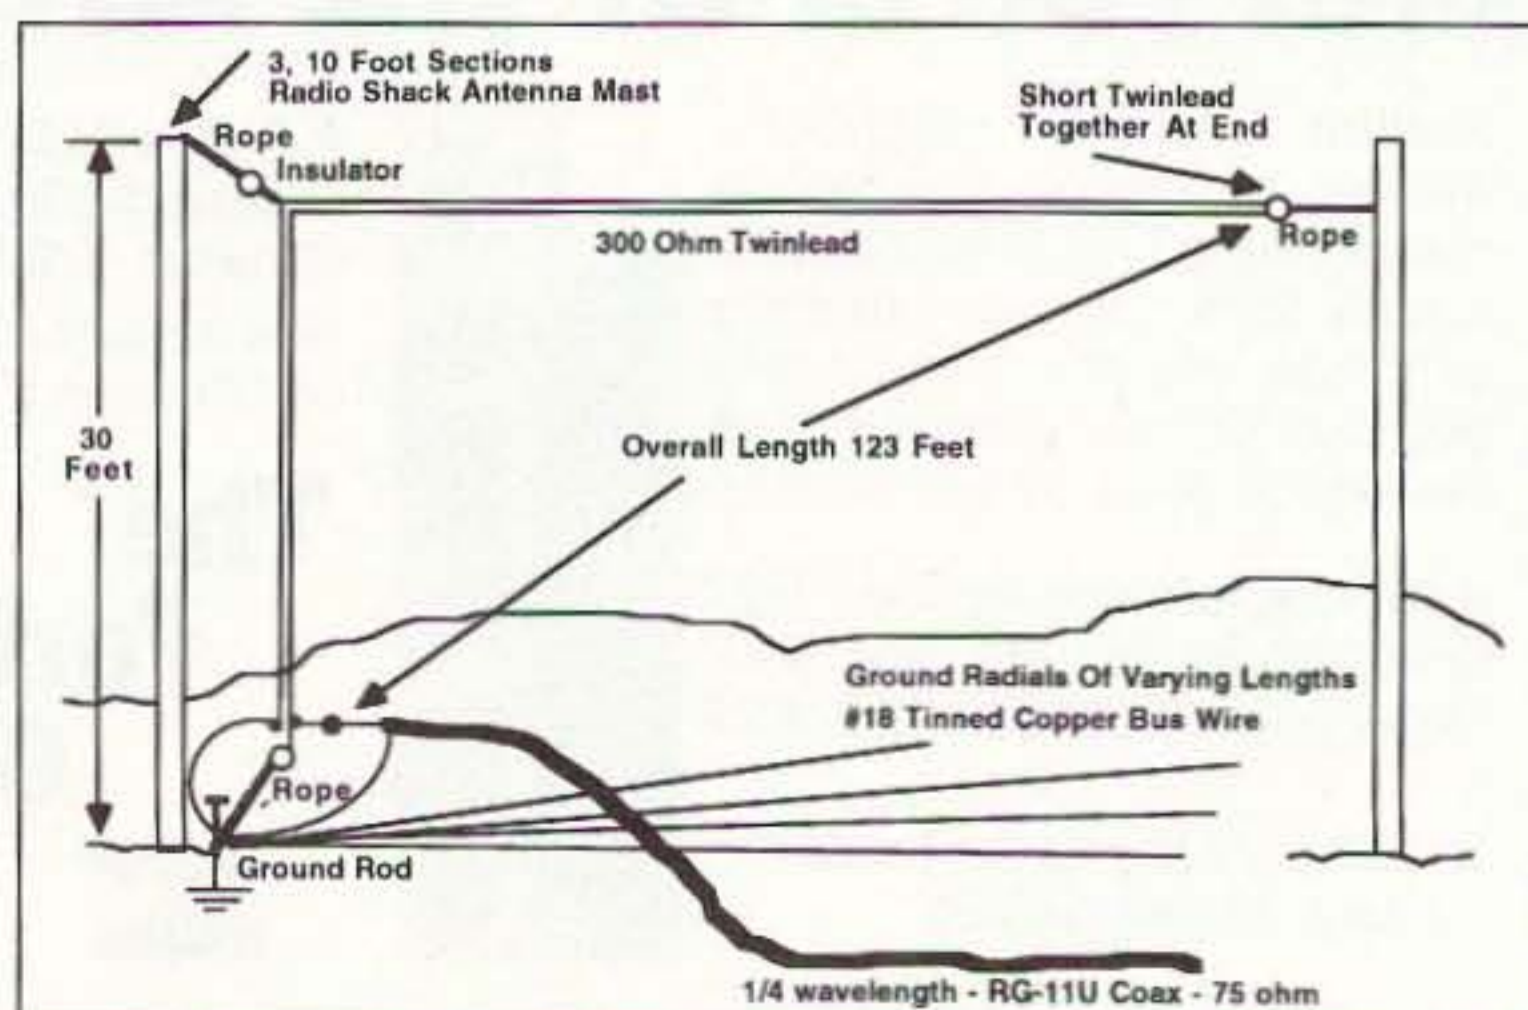 3, 10 Foot Sections
Radio Shack Antenna Mast
Rope
Insulator
Short Twinlead
Together At End
Rope
300 Ohm Twinlead
30
Feet
Overall Length 123 Feet
Ground Radials Of Varying Lengths
#18 Tinned Copper Bus Wire
Rope
Ground Rod
1/4 wavelength - RG-11U Coax - 75 ohm